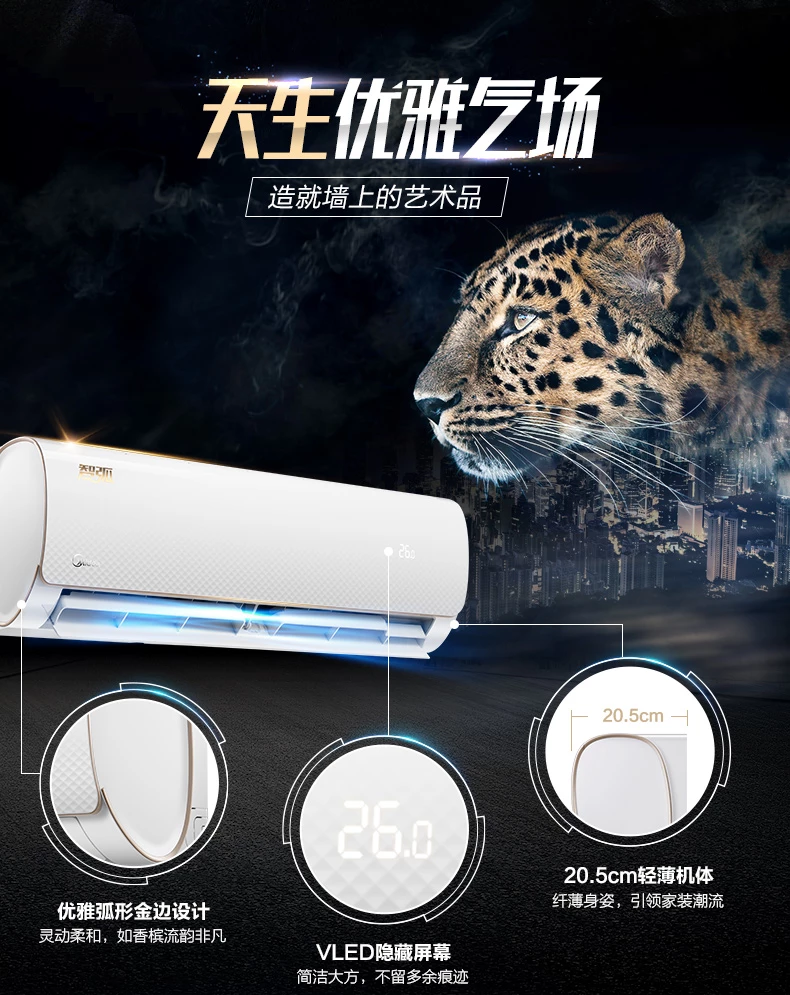 天生优雅气场
造就墙上的艺术品
智弧
Midea
26.0
20.5cm
26.0
优雅弧形金边设计
灵动柔和，如香槟流韵非凡
VLED隐藏屏幕
简洁大方，不留多余痕迹
20.5cm轻薄机体
纤薄身姿，引领家装潮流